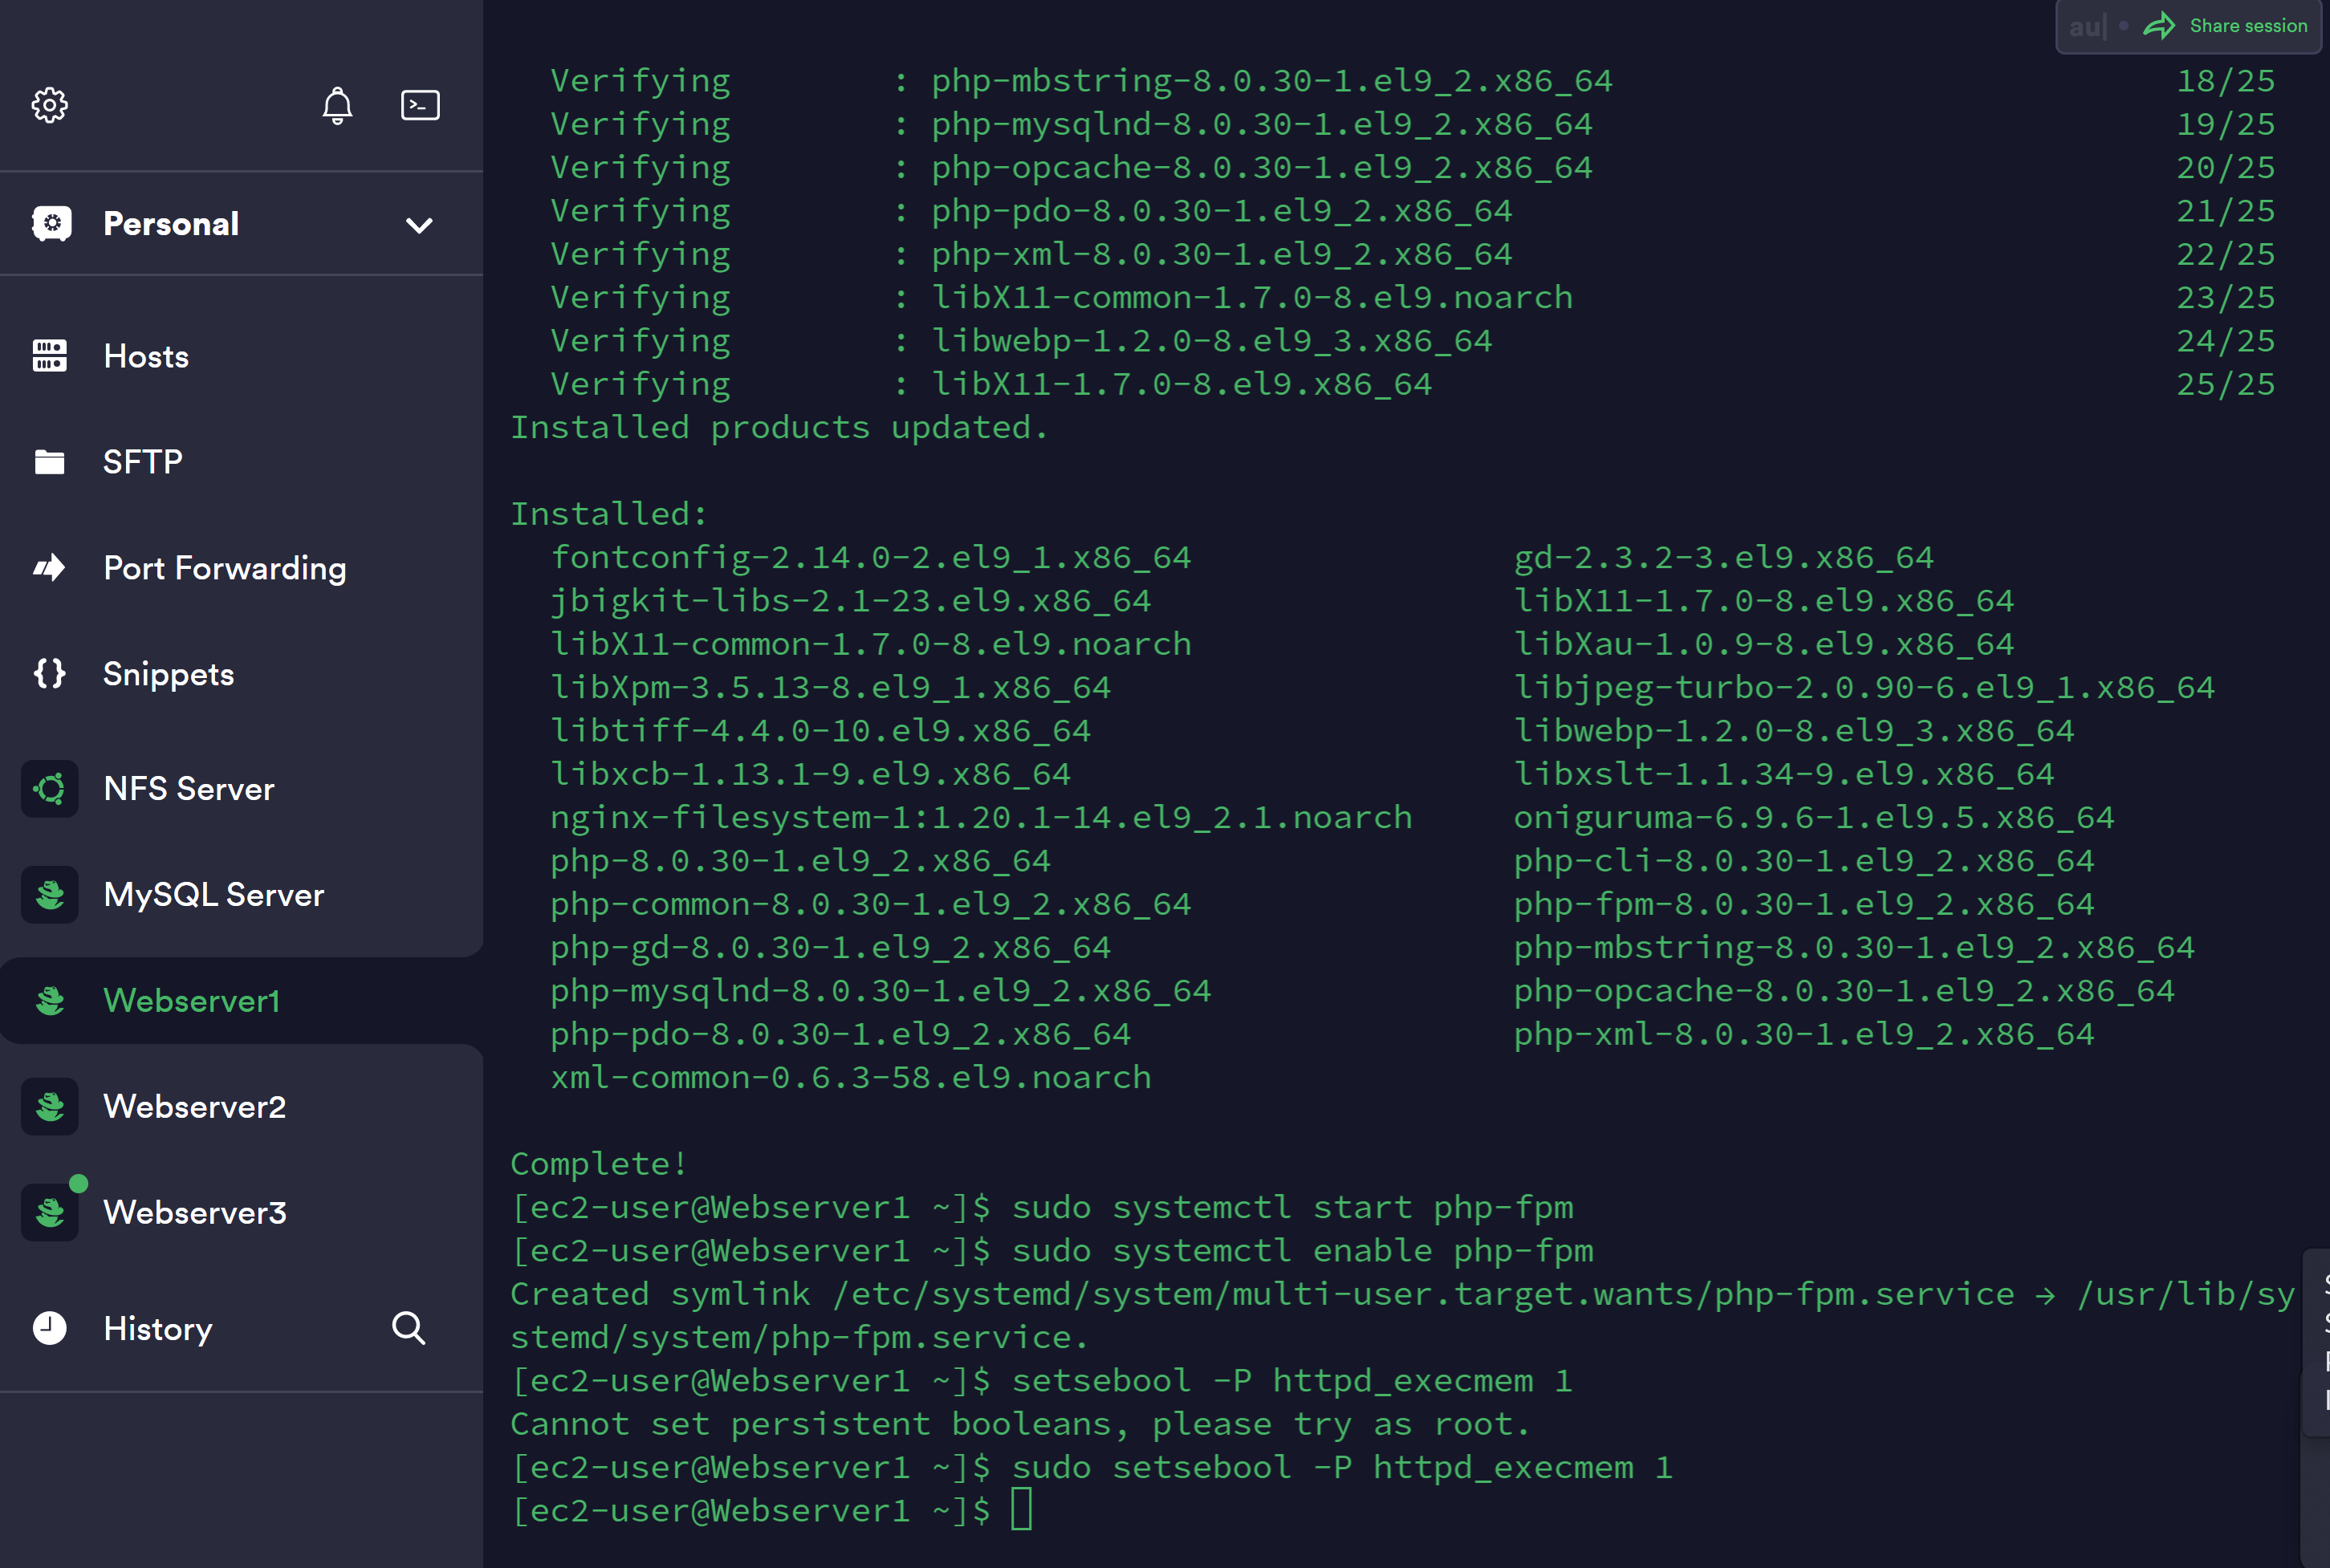 au| • Share session
Personal
Hosts
SFTP
Port Forwarding
Snippets
NFS Server
MySQL Server
Webserver1
Webserver2
Webserver3
History
Verifying : php-mbstring-8.0.30-1.el9_2.x86_64 18/25
Verifying : php-mysqlnd-8.0.30-1.el9_2.x86_64 19/25
Verifying : php-opcache-8.0.30-1.el9_2.x86_64 20/25
Verifying : php-pdo-8.0.30-1.el9_2.x86_64 21/25
Verifying : php-xml-8.0.30-1.el9_2.x86_64 22/25
Verifying : libX11-common-1.7.0-8.el9.noarch 23/25
Verifying : libwebp-1.2.0-8.el9_3.x86_64 24/25
Verifying : libX11-1.7.0-8.el9.x86_64 25/25
Installed products updated.
Installed:
fontconfig-2.14.0-2.el9_1.x86_64 gd-2.3.2-3.el9.x86_64
jbigkit-libs-2.1-23.el9.x86_64 libX11-1.7.0-8.el9.x86_64
libX11-common-1.7.0-8.el9.noarch libXau-1.0.9-8.el9.x86_64
libXpm-3.5.13-8.el9_1.x86_64 libjpeg-turbo-2.0.90-6.el9_1.x86_64
libtiff-4.4.0-10.el9.x86_64 libwebp-1.2.0-8.el9_3.x86_64
libxcb-1.13.1-9.el9.x86_64 libxslt-1.1.34-9.el9.x86_64
nginx-filesystem-1:1.20.1-14.el9_2.1.noarch oniguruma-6.9.6-1.el9.5.x86_64
php-8.0.30-1.el9_2.x86_64 php-cli-8.0.30-1.el9_2.x86_64
php-common-8.0.30-1.el9_2.x86_64 php-fpm-8.0.30-1.el9_2.x86_64
php-gd-8.0.30-1.el9_2.x86_64 php-mbstring-8.0.30-1.el9_2.x86_64
php-mysqlnd-8.0.30-1.el9_2.x86_64 php-opcache-8.0.30-1.el9_2.x86_64
php-pdo-8.0.30-1.el9_2.x86_64 php-xml-8.0.30-1.el9_2.x86_64
xml-common-0.6.3-58.el9.noarch
Complete!
[ec2-user@Webserver1 ~]$ sudo systemctl start php-fpm
[ec2-user@Webserver1 ~]$ sudo systemctl enable php-fpm
Created symlink /etc/systemd/system/multi-user.target.wants/php-fpm.service → /usr/lib/sy
stemd/system/php-fpm.service.
[ec2-user@Webserver1 ~]$ setsebool -P httpd_execmem 1
Cannot set persistent booleans, please try as root.
[ec2-user@Webserver1 ~]$ sudo setsebool -P httpd_execmem 1
[ec2-user@Webserver1 ~]$